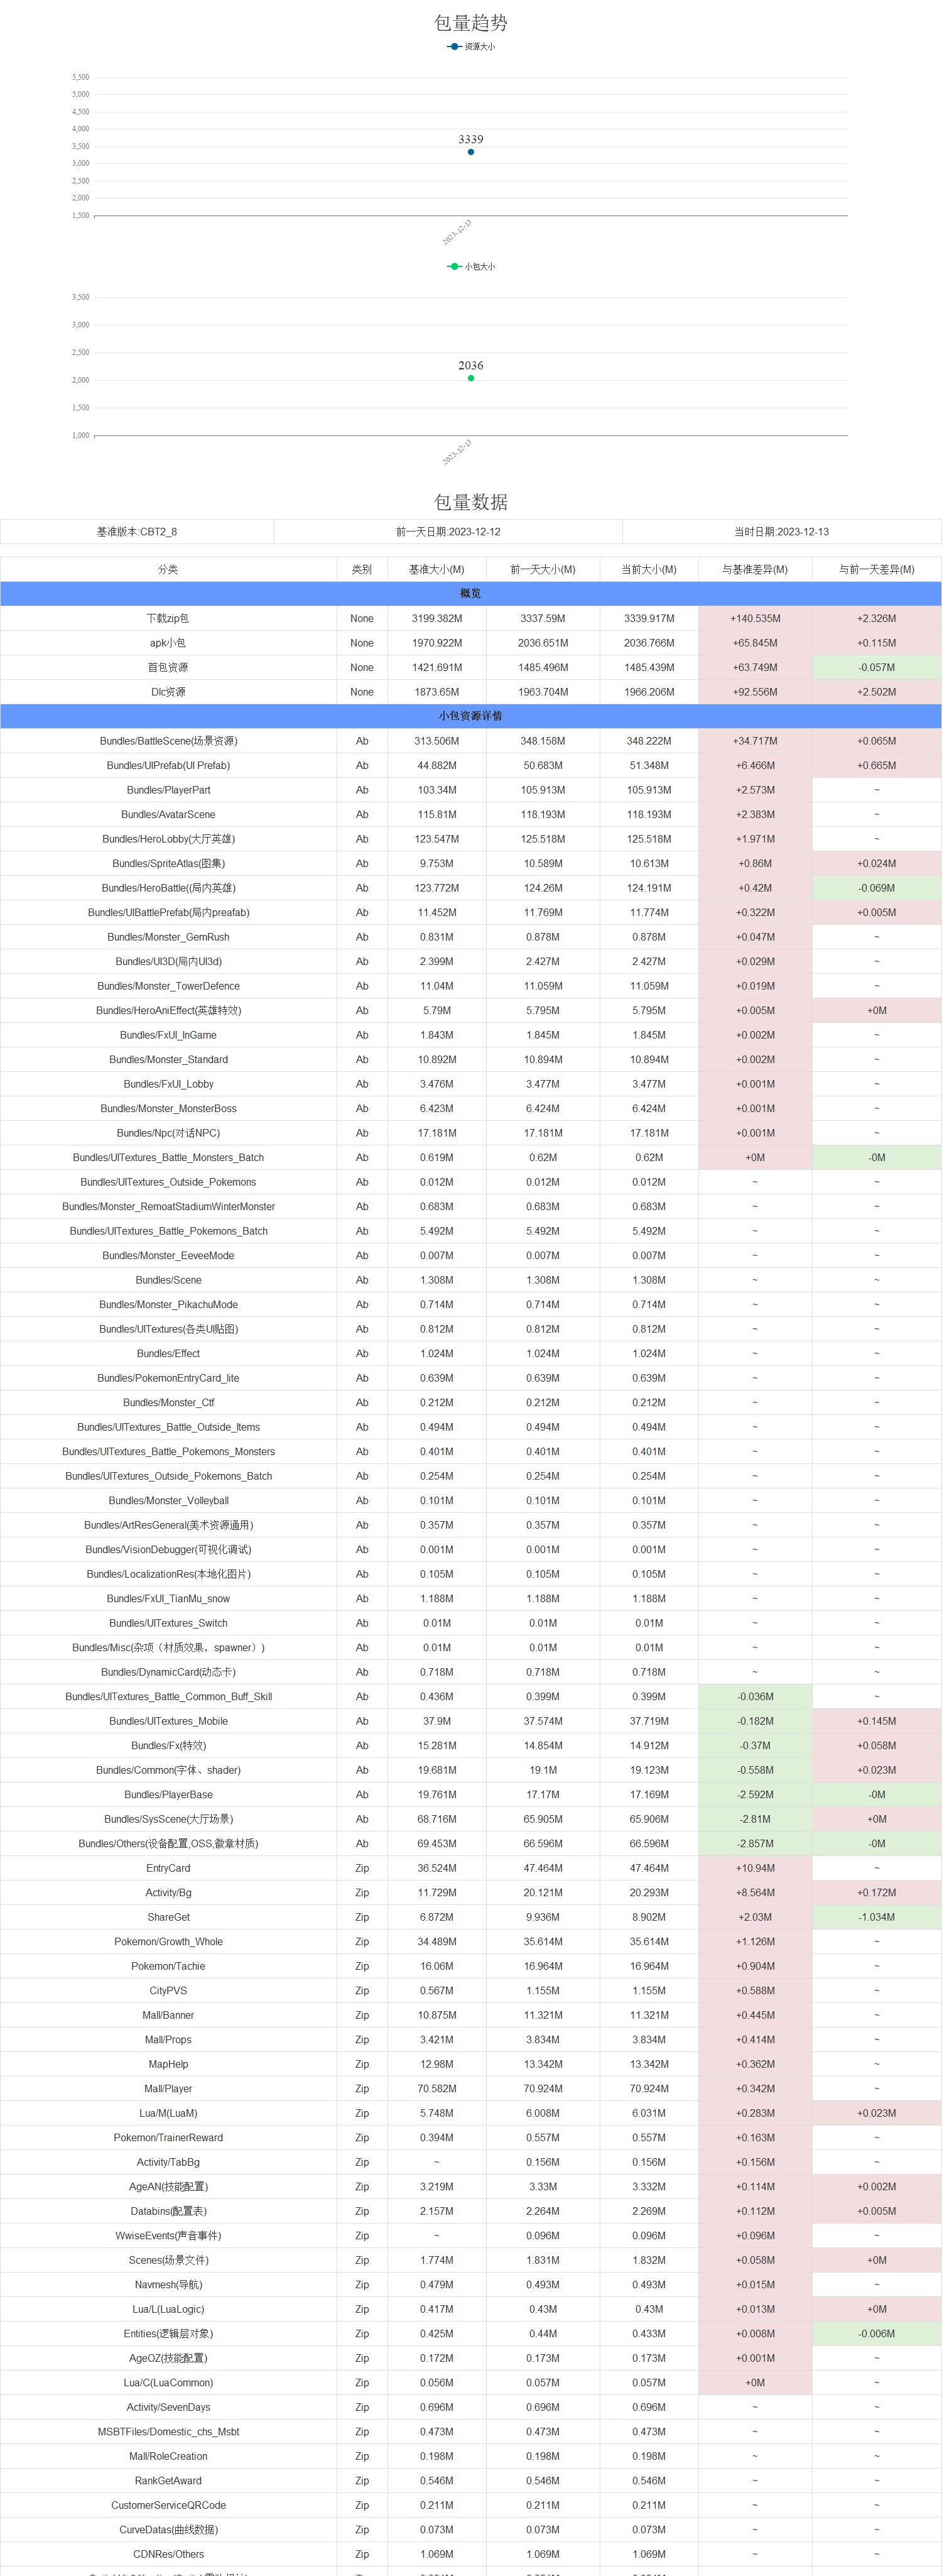 包量趋势
资源大小
5,500
5,000
4,500
4,000
3,500
3,000
2,500
2,000
1,500
3339
2023-12-13
小包大小
3,500
3,000
2,500
2,000
1,500
1,000
2036
2023-12-13
包量数据
基准版本:CBT2_8 前一天日期:2023-12-12 当时日期:2023-12-13
分类 类别 基准大小(M) 前一天大小(M) 当前大小(M) 与基准差异(M) 与前一天差异(M)
概览
下载zip包 None 3199.382M 3337.59M 3339.917M +140.535M +2.326M
apk小包 None 1970.922M 2036.651M 2036.766M +65.845M +0.115M
首包资源 None 1421.691M 1485.496M 1485.439M +63.749M -0.057M
Dlc资源 None 1873.65M 1963.704M 1966.206M +92.556M +2.502M
小包资源详情
Bundles/BattleScene(场景资源) Ab 313.506M 348.158M 348.222M +34.717M +0.065M
Bundles/UIPrefab(UI Prefab) Ab 44.882M 50.683M 51.348M +6.466M +0.665M
Bundles/PlayerPart Ab 103.34M 105.913M 105.913M +2.573M ~
Bundles/AvatarScene Ab 115.81M 118.193M 118.193M +2.383M ~
Bundles/HeroLobby(大厅英雄) Ab 123.547M 125.518M 125.518M +1.971M ~
Bundles/SpriteAtlas(图集) Ab 9.753M 10.589M 10.613M +0.86M +0.024M
Bundles/HeroBattle((局内英雄) Ab 123.772M 124.26M 124.191M +0.42M -0.069M
Bundles/UIBattlePrefab(局内preafab) Ab 11.452M 11.769M 11.774M +0.322M +0.005M
Bundles/Monster_GemRush Ab 0.831M 0.878M 0.878M +0.047M ~
Bundles/UI3D(局内UI3d) Ab 2.399M 2.427M 2.427M +0.029M ~
Bundles/Monster_TowerDefence Ab 11.04M 11.059M 11.059M +0.019M ~
Bundles/HeroAniEffect(英雄特效) Ab 5.79M 5.795M 5.795M +0.005M +0M
Bundles/FxUI_InGame Ab 1.843M 1.845M 1.845M +0.002M ~
Bundles/Monster_Standard Ab 10.892M 10.894M 10.894M +0.002M ~
Bundles/FxUI_Lobby Ab 3.476M 3.477M 3.477M +0.001M ~
Bundles/Monster_MonsterBoss Ab 6.423M 6.424M 6.424M +0.001M ~
Bundles/Npc(对话NPC) Ab 17.181M 17.181M 17.181M +0.001M ~
Bundles/UITextures_Battle_Monsters_Batch Ab 0.619M 0.62M 0.62M +0M -0M
Bundles/UITextures_Outside_Pokemons Ab 0.012M 0.012M 0.012M ~ ~
Bundles/Monster_RemoatStadiumWinterMonster Ab 0.683M 0.683M 0.683M ~ ~
Bundles/UITextures_Battle_Pokemons_Batch Ab 5.492M 5.492M 5.492M ~ ~
Bundles/Monster_EeveeMode Ab 0.007M 0.007M 0.007M ~ ~
Bundles/Scene Ab 1.308M 1.308M 1.308M ~ ~
Bundles/Monster_PikachuMode Ab 0.714M 0.714M 0.714M ~ ~
Bundles/UITextures(各类UI贴图) Ab 0.812M 0.812M 0.812M ~ ~
Bundles/Effect Ab 1.024M 1.024M 1.024M ~ ~
Bundles/PokemonEntryCard_lite Ab 0.639M 0.639M 0.639M ~ ~
Bundles/Monster_Ctf Ab 0.212M 0.212M 0.212M ~ ~
Bundles/UITextures_Battle_Outside_Items Ab 0.494M 0.494M 0.494M ~ ~
Bundles/UITextures_Battle_Pokemons_Monsters Ab 0.401M 0.401M 0.401M ~ ~
Bundles/UITextures_Outside_Pokemons_Batch Ab 0.254M 0.254M 0.254M ~ ~
Bundles/Monster_Volleyball Ab 0.101M 0.101M 0.101M ~ ~
Bundles/ArtResGeneral(美术资源通用) Ab 0.357M 0.357M 0.357M ~ ~
Bundles/VisionDebugger(可视化调试) Ab 0.001M 0.001M 0.001M ~ ~
Bundles/LocalizationRes(本地化图片) Ab 0.105M 0.105M 0.105M ~ ~
Bundles/FxUI_TianMu_snow Ab 1.188M 1.188M 1.188M ~ ~
Bundles/UITextures_Switch Ab 0.01M 0.01M 0.01M ~ ~
Bundles/Misc(杂项（材质效果，spawner）) Ab 0.01M 0.01M 0.01M ~ ~
Bundles/DynamicCard(动态卡) Ab 0.718M 0.718M 0.718M ~ ~
Bundles/UITextures_Battle_Common_Buff_Skill Ab 0.436M 0.399M 0.399M -0.036M ~
Bundles/UITextures_Mobile Ab 37.9M 37.574M 37.719M -0.182M +0.145M
Bundles/Fx(特效) Ab 15.281M 14.854M 14.912M -0.37M +0.058M
Bundles/Common(字体、shader) Ab 19.681M 19.1M 19.123M -0.558M +0.023M
Bundles/PlayerBase Ab 19.761M 17.17M 17.169M -2.592M -0M
Bundles/SysScene(大厅场景) Ab 68.716M 65.905M 65.906M -2.81M +0M
Bundles/Others(设备配置,OSS,徽章材质) Ab 69.453M 66.596M 66.596M -2.857M -0M
EntryCard Zip 36.524M 47.464M 47.464M +10.94M ~
Activity/Bg Zip 11.729M 20.121M 20.293M +8.564M +0.172M
ShareGet Zip 6.872M 9.936M 8.902M +2.03M -1.034M
Pokemon/Growth_Whole Zip 34.489M 35.614M 35.614M +1.126M ~
Pokemon/Tachie Zip 16.06M 16.964M 16.964M +0.904M ~
CityPVS Zip 0.567M 1.155M 1.155M +0.588M ~
Mall/Banner Zip 10.875M 11.321M 11.321M +0.445M ~
Mall/Props Zip 3.421M 3.834M 3.834M +0.414M ~
MapHelp Zip 12.98M 13.342M 13.342M +0.362M ~
Mall/Player Zip 70.582M 70.924M 70.924M +0.342M ~
Lua/M(LuaM) Zip 5.748M 6.008M 6.031M +0.283M +0.023M
Pokemon/TrainerReward Zip 0.394M 0.557M 0.557M +0.163M ~
Activity/TabBg Zip ~ 0.156M 0.156M +0.156M ~
AgeAN(技能配置) Zip 3.219M 3.33M 3.332M +0.114M +0.002M
Databins(配置表) Zip 2.157M 2.264M 2.269M +0.112M +0.005M
WwiseEvents(声音事件) Zip ~ 0.096M 0.096M +0.096M ~
Scenes(场景文件) Zip 1.774M 1.831M 1.832M +0.058M +0M
Navmesh(导航) Zip 0.479M 0.493M 0.493M +0.015M ~
Lua/L(LuaLogic) Zip 0.417M 0.43M 0.43M +0.013M +0M
Entities(逻辑层对象) Zip 0.425M 0.44M 0.433M +0.008M -0.006M
AgeOZ(技能配置) Zip 0.172M 0.173M 0.173M +0.001M ~
Lua/C(LuaCommon) Zip 0.056M 0.057M 0.057M +0M ~
Activity/SevenDays Zip 0.696M 0.696M 0.696M ~ ~
MSBTFiles/Domestic_chs_Msbt Zip 0.473M 0.473M 0.473M ~ ~
Mall/RoleCreation Zip 0.198M 0.198M 0.198M ~ ~
RankGetAward Zip 0.546M 0.546M 0.546M ~ ~
CustomerServiceQRCode Zip 0.211M 0.211M 0.211M ~ ~
CurveDatas(曲线数据) Zip 0.073M 0.073M 0.073M ~ ~
CDNRes/Others Zip 1.069M 1.069M 1.069M ~ ~